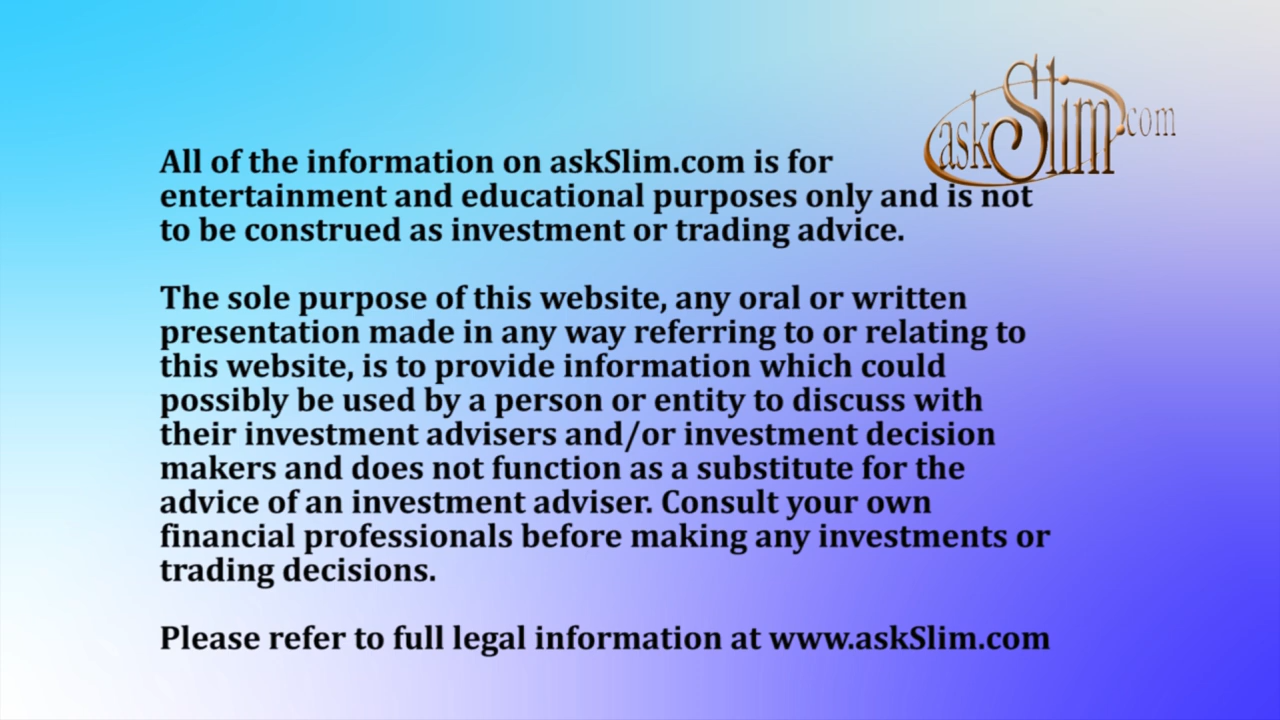 askSlim.com
All of the information on askSlim.com is for
entertainment and educational purposes only and is not
to be construed as investment or trading advice.
The sole purpose of this website, any oral or written
presentation made in any way referring to or relating to
this website, is to provide information which could
possibly be used by a person or entity to discuss with
their investment advisers and/or investment decision
makers and does not function as a substitute for the
advice of an investment adviser. Consult your own
financial professionals before making any investments or
trading decisions.
Please refer to full legal information at www.askSlim.com